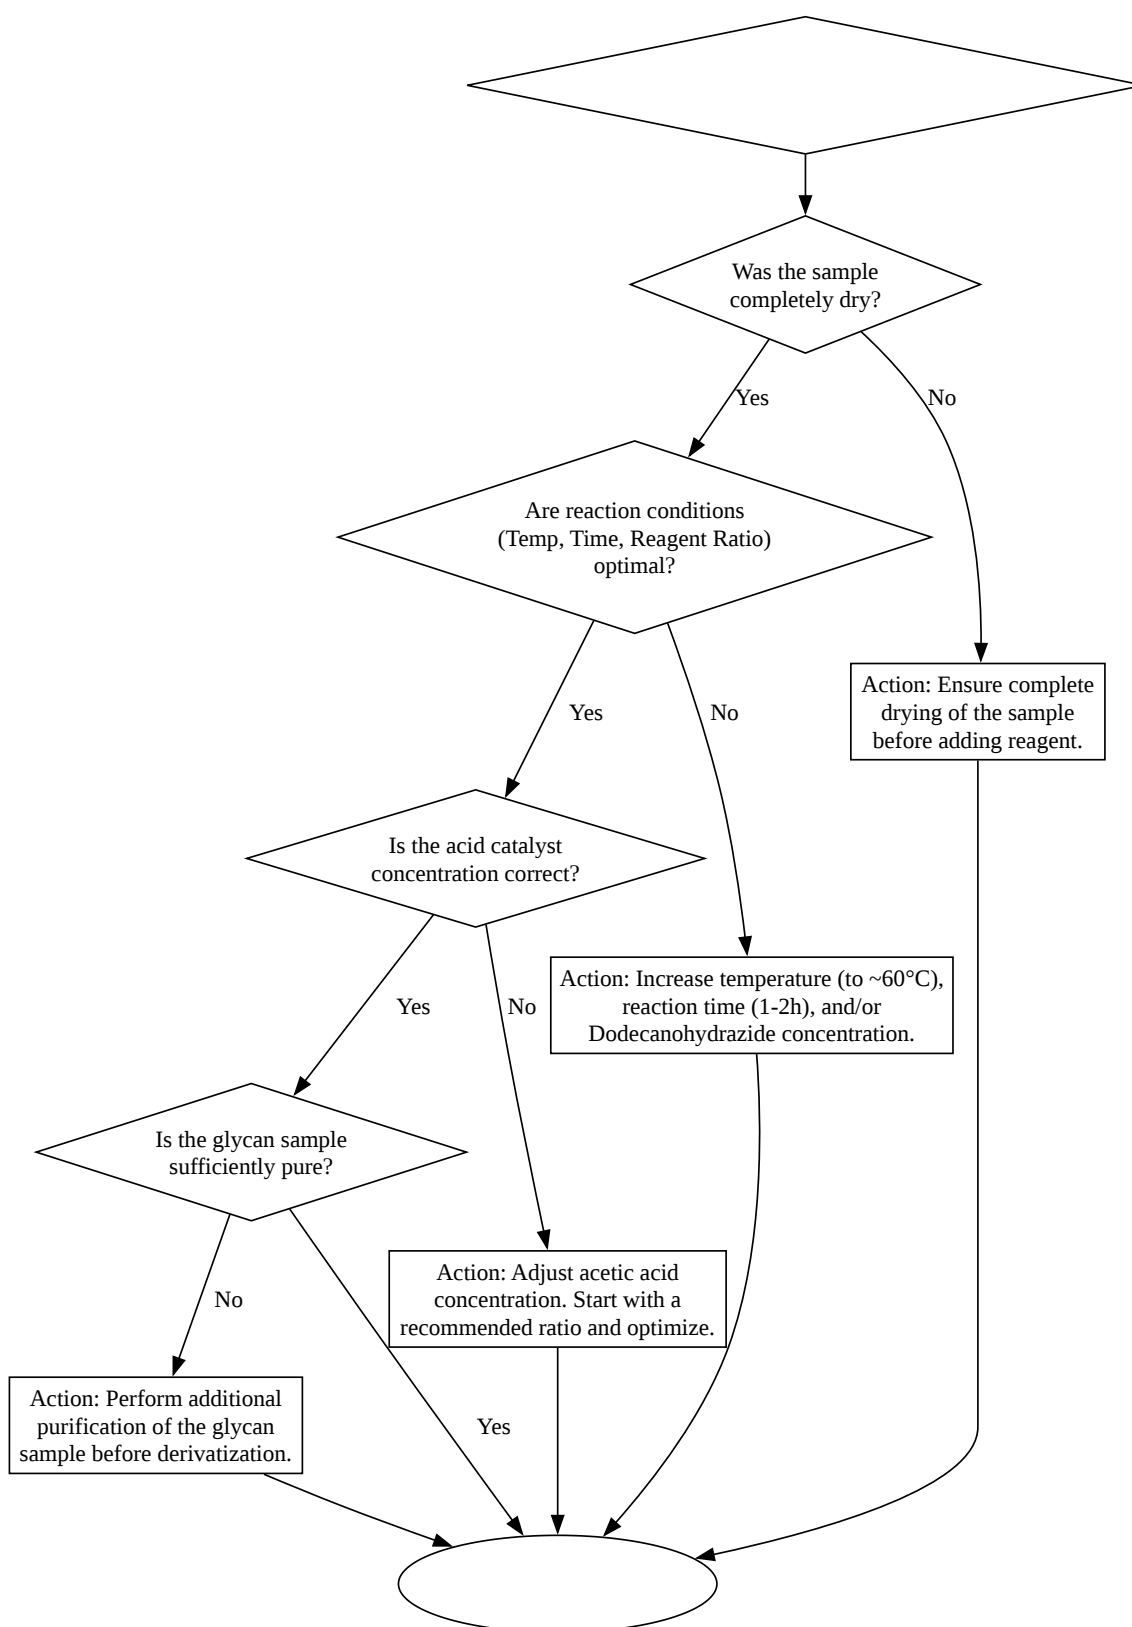 Was the sample
completely dry?
Yes
No
Are reaction conditions
(Temp, Time, Reagent Ratio)
optimal?
Action: Ensure complete
drying of the sample
before adding reagent.
Yes
No
Is the acid catalyst
concentration correct?
Action: Increase temperature (to ~60°C),
reaction time (1-2h), and/or
Dodecanohydrazide concentration.
Yes
No
Is the glycan sample
sufficiently pure?
Action: Adjust acetic acid
concentration. Start with a
recommended ratio and optimize.
No
Action: Perform additional
purification of the glycan
sample before derivatization.
Yes